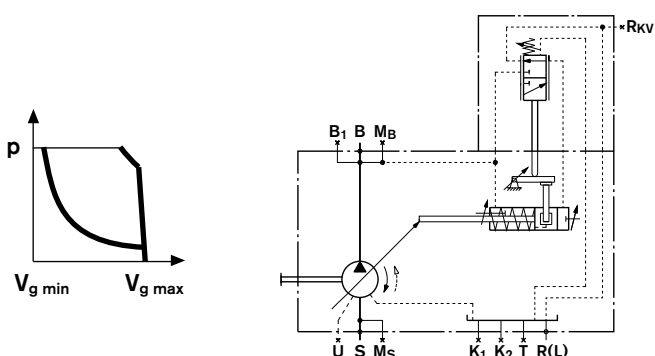 RKV
B1 B MB
p
Vg min Vg max
U S MS K1 K2 T R(L)